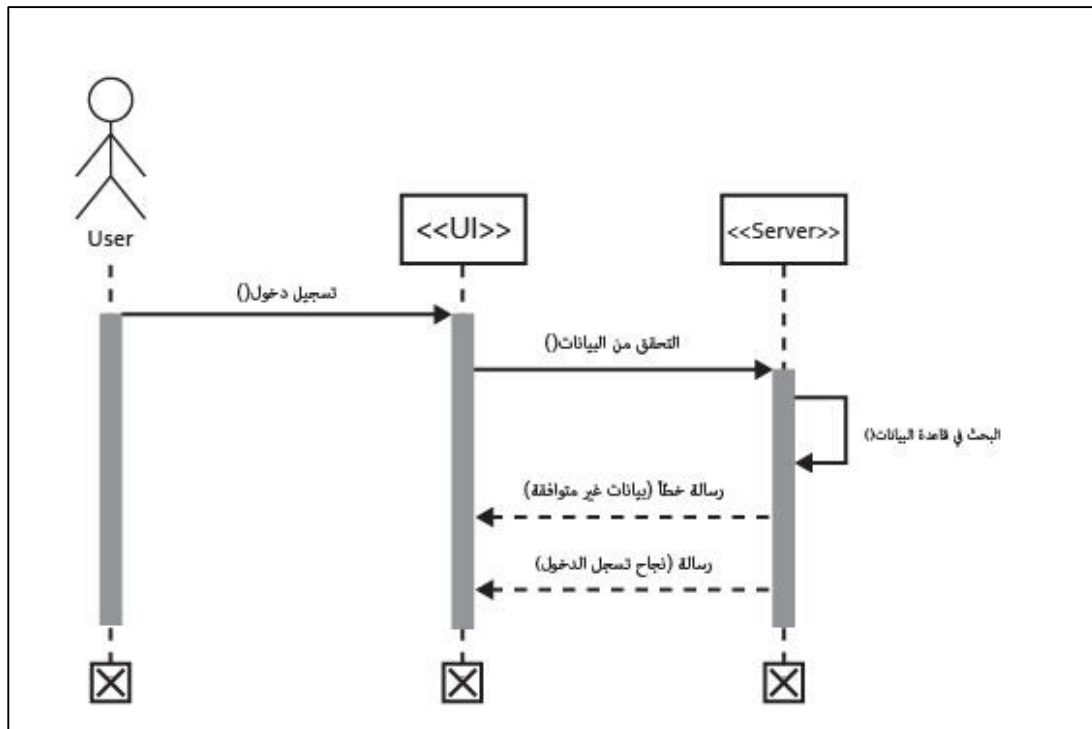 User
<<UI>>
<<Server>>
تسجيل دخول()
التحقق من البيانات()
البحث في قاعدة البيانات()
رسالة خطأ (بيانات غير متوافقة)
رسالة (نجاح تسجل الدخول)